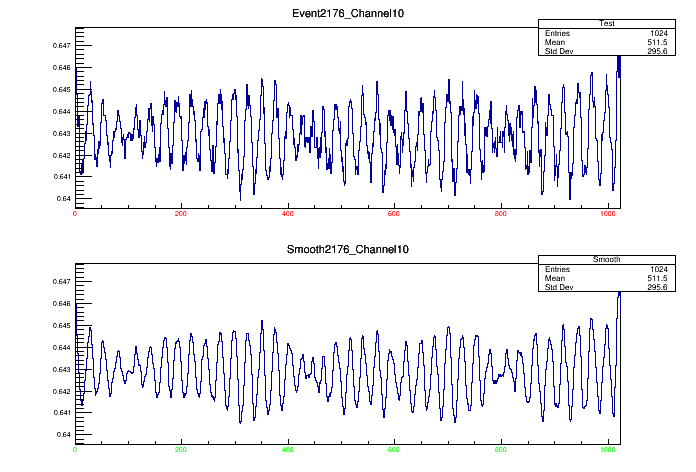 Event2176_Channel10
Test
Entries 1024
Mean 511.5
Std Dev 295.6
0.647
0.646
0.645
0.644
0.643
0.642
0.641
0.64
0 200 400 600 800 1000
Smooth2176_Channel10
Smooth
Entries 1024
Mean 511.5
Std Dev 295.6
0.647
0.646
0.645
0.644
0.643
0.642
0.641
0.64
0 200 400 600 800 1000